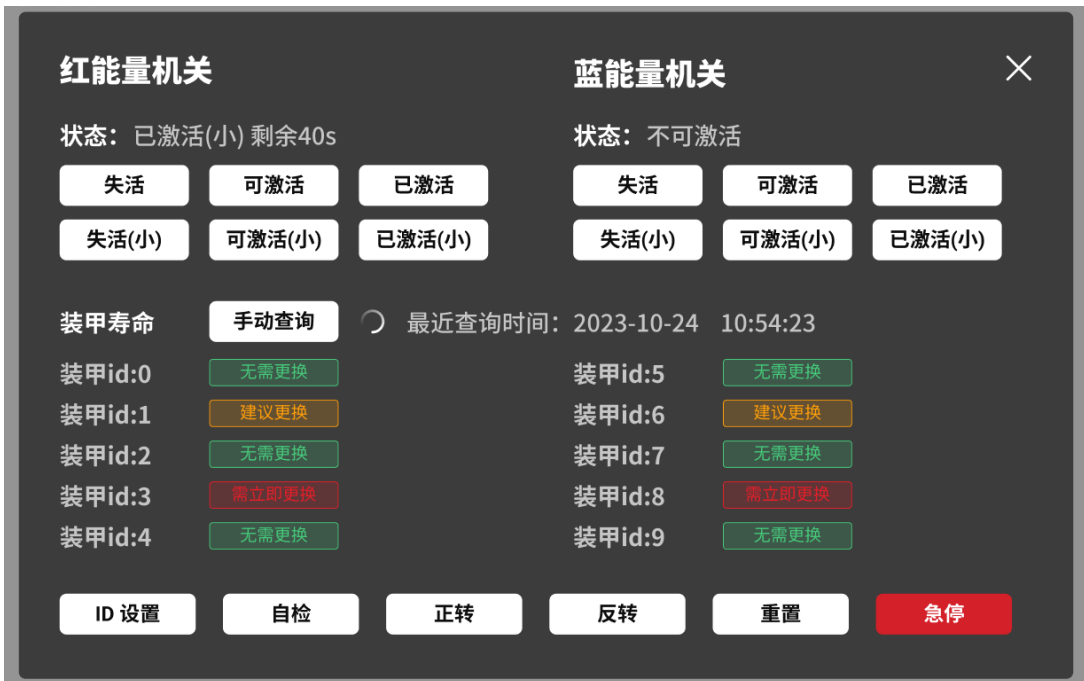 红能量机关 蓝能量机关
状态：已激活(小) 剩余40s 状态：不可激活
失活 可激活 已激活 失活 可激活 已激活
失活(小) 可激活(小) 已激活(小) 失活(小) 可激活(小) 已激活(小)
装甲寿命 手动查询 最近查询时间：2023-10-24 10:54:23
装甲id:0 无需更换 装甲id:5 无需更换
装甲id:1 建议更换 装甲id:6 建议更换
装甲id:2 无需更换 装甲id:7 无需更换
装甲id:3 需立即更换 装甲id:8 需立即更换
装甲id:4 无需更换 装甲id:9 无需更换
ID 设置 自检 正转 反转 重置 急停